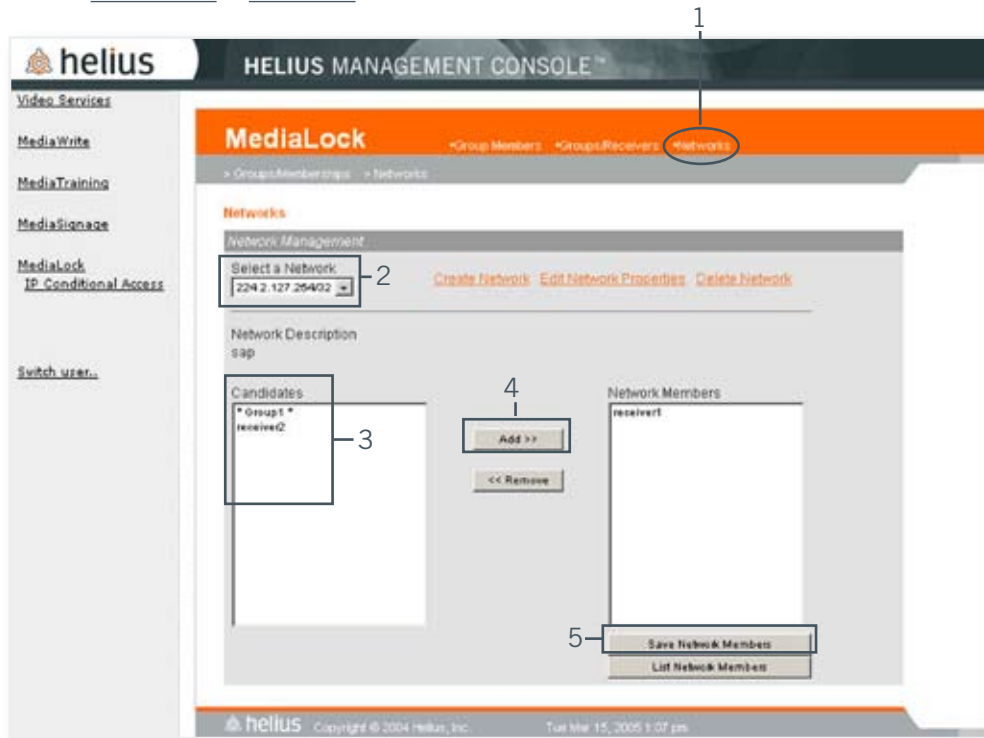 1
helius
HELIUS MANAGEMENT CONSOLE™
Video Services
MediaWrite
MediaTraining
MediaSignage
MediaLock
IP Conditional Access
Switch user...
MediaLock
•Group Members •Groups/Receivers •Networks
> Groups/Memberships > Networks
Networks
Network Management
Select a Network
224.2.127.254/32
2
Create Network Edit Network Properties Delete Network
Network Description
sap
Candidates
* Group1 *
receiver2
3
4
Add >>
<< Remove
Network Members
receiver1
5
Save Network Members
List Network Members
helius Copyright © 2004 Helius, Inc. Tue Mar 15, 2005 1:07 pm